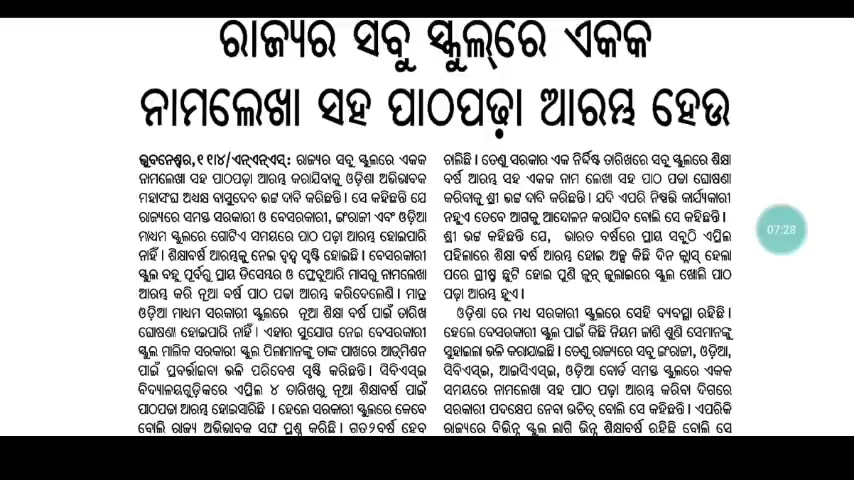 ରାଜ୍ୟର ସବୁ ସ୍କୁଲ୍‌ରେ ଏକକ
ନାମଲେଖା ସହ ପାଠପଢ଼ା ଆରମ୍ଭ ହେଉ
ଭୁବନେଶ୍ୱର,୧୧।୪/ଏନ୍ଏନ୍ଏସ୍: ରାଜ୍ୟର ସବୁ ସ୍କୁଲରେ ଏକକ
ନାମଲେଖା ସହ ପାଠପଢ଼ା ଆରମ୍ଭ କରାଯିବାକୁ ଓଡ଼ିଶା ଅଭିଭାବକ
ମହାସଂଘ ଅଧ୍ୟକ୍ଷ ବାସୁଦେବ ଭଟ୍ଟ ଦାବି କରିଛନ୍ତି । ସେ କହିଛନ୍ତି ଯେ
ରାଜ୍ୟରେ ସମସ୍ତ ସରକାରୀ ଓ ବେସରକାରୀ, ଇଂରାଜୀ ଏବଂ ଓଡ଼ିଆ
ମାଧ୍ୟମ ସ୍କୁଲରେ ଗୋଟିଏ ସମୟରେ ପାଠ ପଢ଼ା ଆରମ୍ଭ ହୋଇପାରି
ନାହିଁ । ଶିକ୍ଷାବର୍ଷ ଆରମ୍ଭକୁ ନେଇ ଦ୍ୱନ୍ଦ୍ୱ ସୃଷ୍ଟି ହୋଇଛି । ବେସରକାରୀ
ସ୍କୁଲ ବହୁ ପୂର୍ବରୁ ପ୍ରାୟ ଡିସେମ୍ବର ଓ ଫେବୃଆରି ମାସରୁ ନାମଲେଖା
ଆରମ୍ଭ କରି ନୂଆ ବର୍ଷ ପାଠ ପଢା ଆରମ୍ଭ କରିଦେଲେଣି । ମାତ୍ର
ଓଡ଼ିଆ ମାଧ୍ୟମ ସରକାରୀ ସ୍କୁଲରେ ନୂଆ ଶିକ୍ଷା ବର୍ଷ ପାଇଁ ତାରିଖ
ଘୋଷଣା ହୋଇପାରି ନାହିଁ । ଏହାର ସୁଯୋଗ ନେଇ ବେସରକାରୀ
ସ୍କୁଲ ମାଲିକ ସରକାରୀ ସ୍କୁଲ ପିଲାମାନଙ୍କୁ ତାଙ୍କ ପାଖରେ ଆଡ଼ମିଶନ
ପାଇଁ ପ୍ରବର୍ତ୍ତାଇବା ଭଳି ପରିବେଶ ସୃଷ୍ଟି କରିଛନ୍ତି । ସିବିଏସ୍ଇ
ବିଦ୍ୟାଳୟଗୁଡ଼ିକରେ ଏପ୍ରିଲ ୪ ତାରିଖରୁ ନୂଆ ଶିକ୍ଷାବର୍ଷ ପାଇଁ
ପାଠପଢା ଆରମ୍ଭ ହୋଇସାରିଛି । ହେଲେ ସରକାରୀ ସ୍କୁଲରେ କେବେ
ବୋଲି ରାଜ୍ୟ ଅଭିଭାବକ ସଙ୍ଘ ପ୍ରଶ୍ନ କରିଛି । ଗତ୨ବର୍ଷ ହେବ
ଚାଲିଛି । ତେଣୁ ସରକାର ଏକ ନିର୍ଦ୍ଦିଷ୍ଟ ତାରିଖରେ ସବୁ ସ୍କୁଲରେ ଶିକ୍ଷା
ବର୍ଷ ଆରମ୍ଭ ସହ ଏକକ ନାମ ଲେଖା ସହ ପାଠ ପଢା ଘୋଷଣା
କରିବାକୁ ଶ୍ରୀ ଭଟ୍ଟ ଦାବି କରିଛନ୍ତି । ଯଦି ଏପରି ନିଷ୍ପତ୍ତି କାର୍ଯ୍ୟକାରୀ
ନହୁଏ ତେବେ ଆଗକୁ ଆନ୍ଦୋଳନ କରାଯିବ ବୋଲି ସେ କହିଛନ୍ତି ।
ଶ୍ରୀ ଭଟ୍ଟ କହିଛନ୍ତି ଯେ, ଭାରତ ବର୍ଷରେ ପ୍ରାୟ ସବୁଠି ଏପ୍ରିଲ
ପହିଲାରେ ଶିକ୍ଷା ବର୍ଷ ଆରମ୍ଭ ହୋଇ ଅଳ୍ପ କିଛି ଦିନ କ୍ଲାସ୍ ହେଲା
ପରେ ଗ୍ରୀଷ୍ମ ଛୁଟି ହୋଇ ପୁଣି ଜୁନ୍ ଜୁଲାଇରେ ସ୍କୁଲ ଖୋଲି ପାଠ
ପଢ଼ା ଆରମ୍ଭ ହୁଏ ।
ଓଡ଼ିଶା ରେ ମଧ୍ୟ ସରକାରୀ ସ୍କୁଲରେ ସେହି ବ୍ୟବସ୍ଥା ରହିଛି ।
ହେଲେ ବେସରକାରୀ ସ୍କୁଲ ପାଇଁ କିଛି ନିୟମ ଜାଣି ଶୁଣି ସେମାନଙ୍କୁ
ସୁହାଇଲା ଭଳି କରାଯାଇଛି । ତେଣୁ ରାଜ୍ୟରେ ସବୁ ଇଂରାଜୀ, ଓଡ଼ିଆ,
ସିବିଏସ୍ଇ, ଆଇସିଏସ୍ଇ, ଓଡ଼ିଆ ବୋର୍ଡ ସମସ୍ତ ସ୍କୁଲରେ ଏକକ
ସମୟରେ ନାମଲେଖା ସହ ପାଠ ପଢ଼ା ଆରମ୍ଭ କରିବା ଦିଗରେ
ସରକାରୀ ପଦକ୍ଷେପ ନେବା ଉଚିତ୍ ବୋଲି ସେ କହିଛନ୍ତି । ଏପରିକି
ରାଜ୍ୟରେ ବିଭିନ୍ନ ସ୍କୁଲ ଲାଗି ଭିନ୍ନ ଶିକ୍ଷାବର୍ଷ ରହିଛି ବୋଲି ସେ
07:28